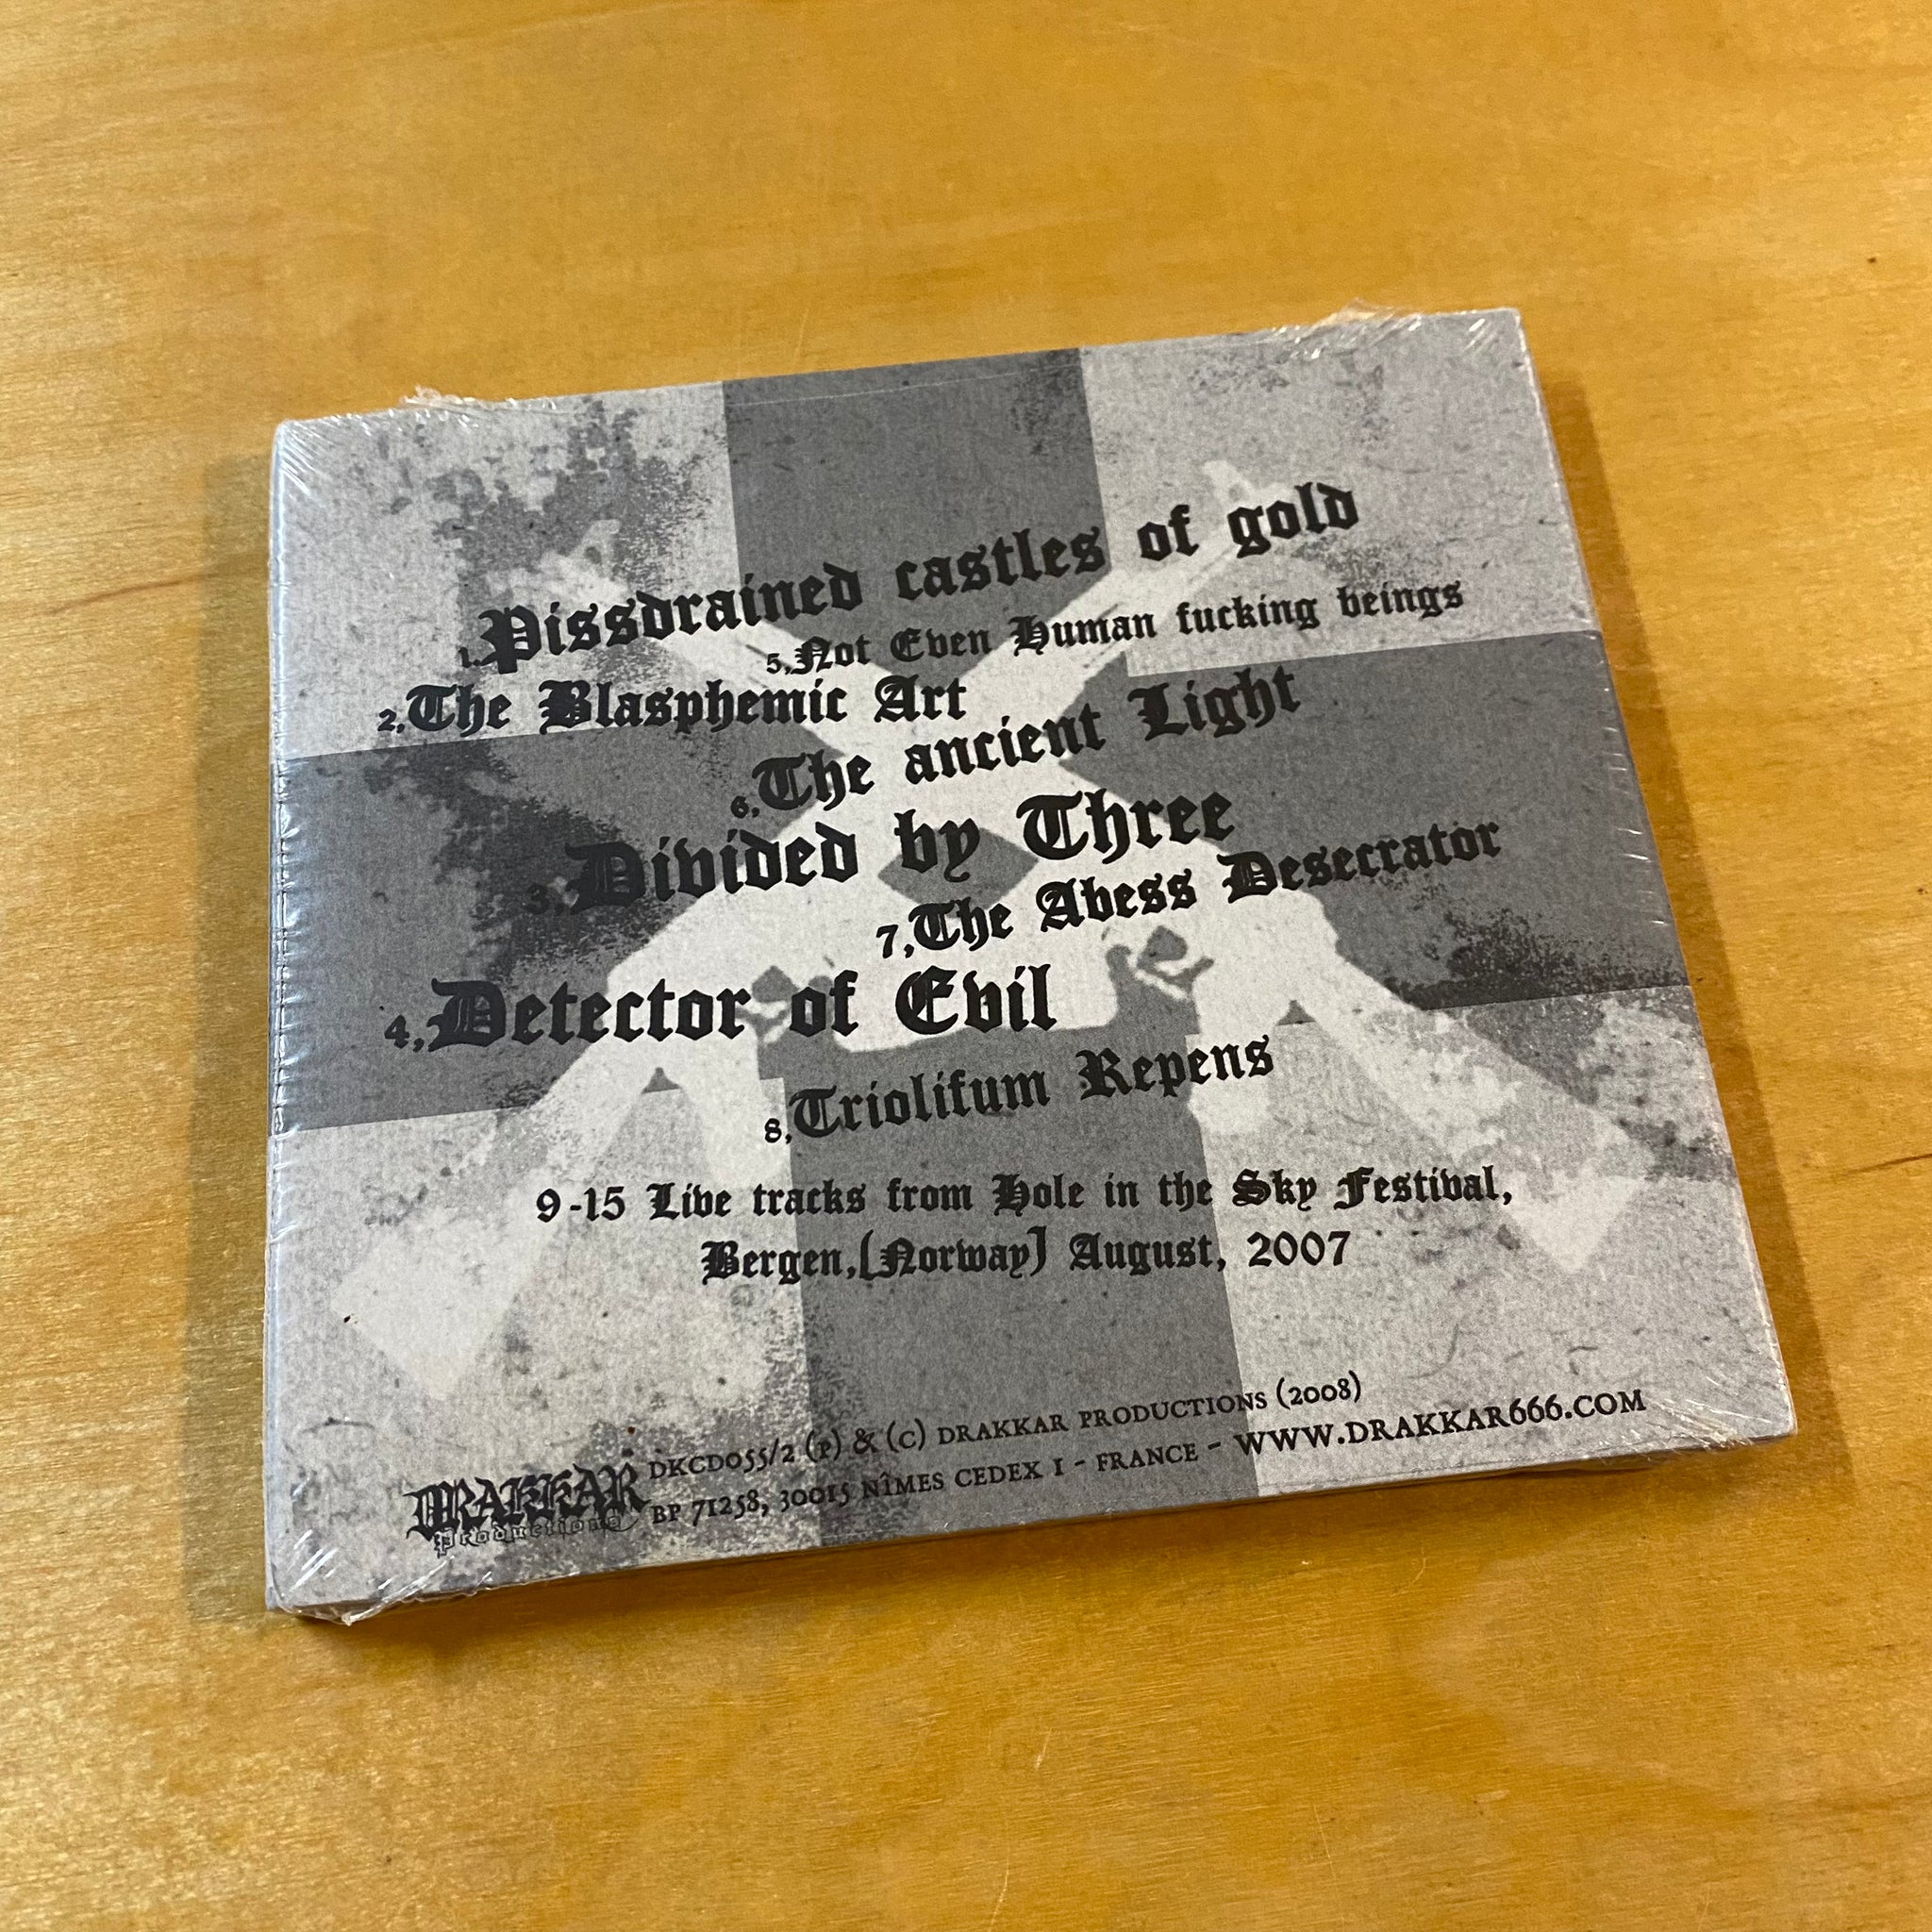 1. Pissdrained castles of gold
5, Not Even Human fucking beings
2, The Blasphemic Art
6, The ancient Light
3, Divided by Three
7, The Abess Desecrator
4, Detector of Evil
8, Triolifum Repens
9-15 Live tracks from Hole in the Sky Festival,
Bergen,(Norway) August, 2007
DRAKKAR
Productions
DKCD055/2 (P) & (C) DRAKKAR PRODUCTIONS (2008)
BP 71258, 30015 NÎMES CEDEX 1 - FRANCE - WWW.DRAKKAR666.COM